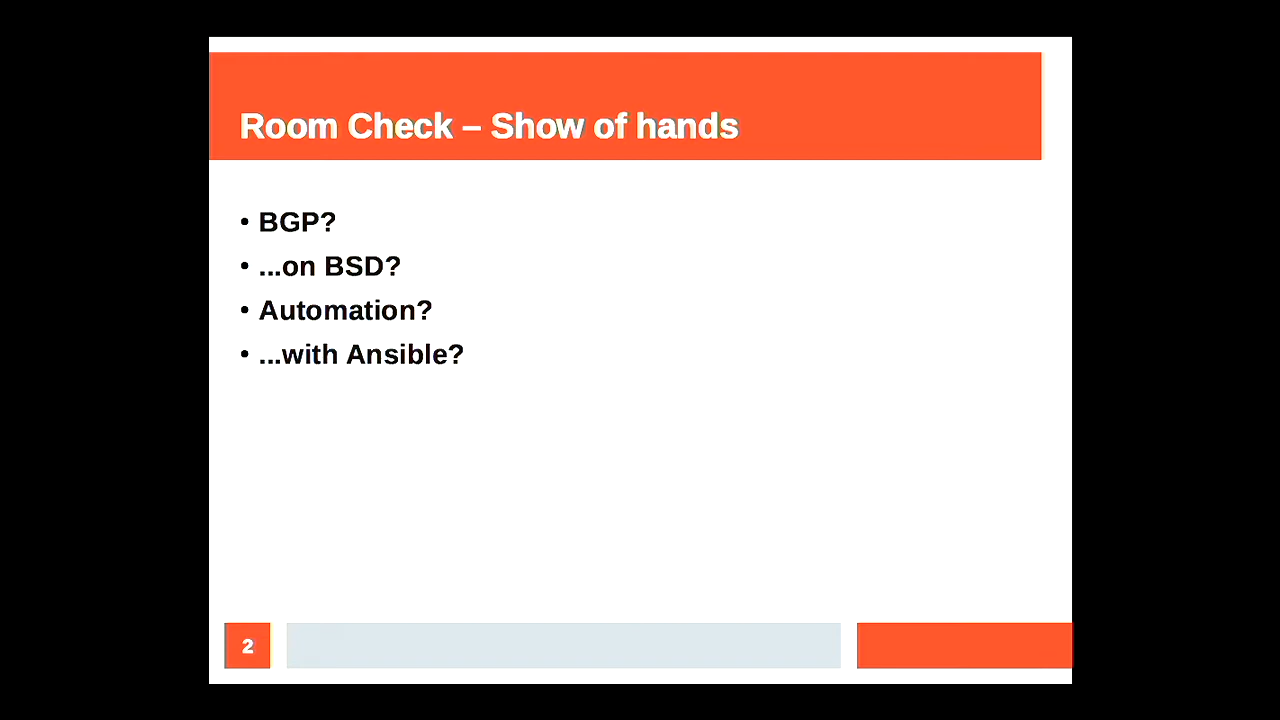 Room Check – Show of hands
• BGP?
• ...on BSD?
• Automation?
• ...with Ansible?
2